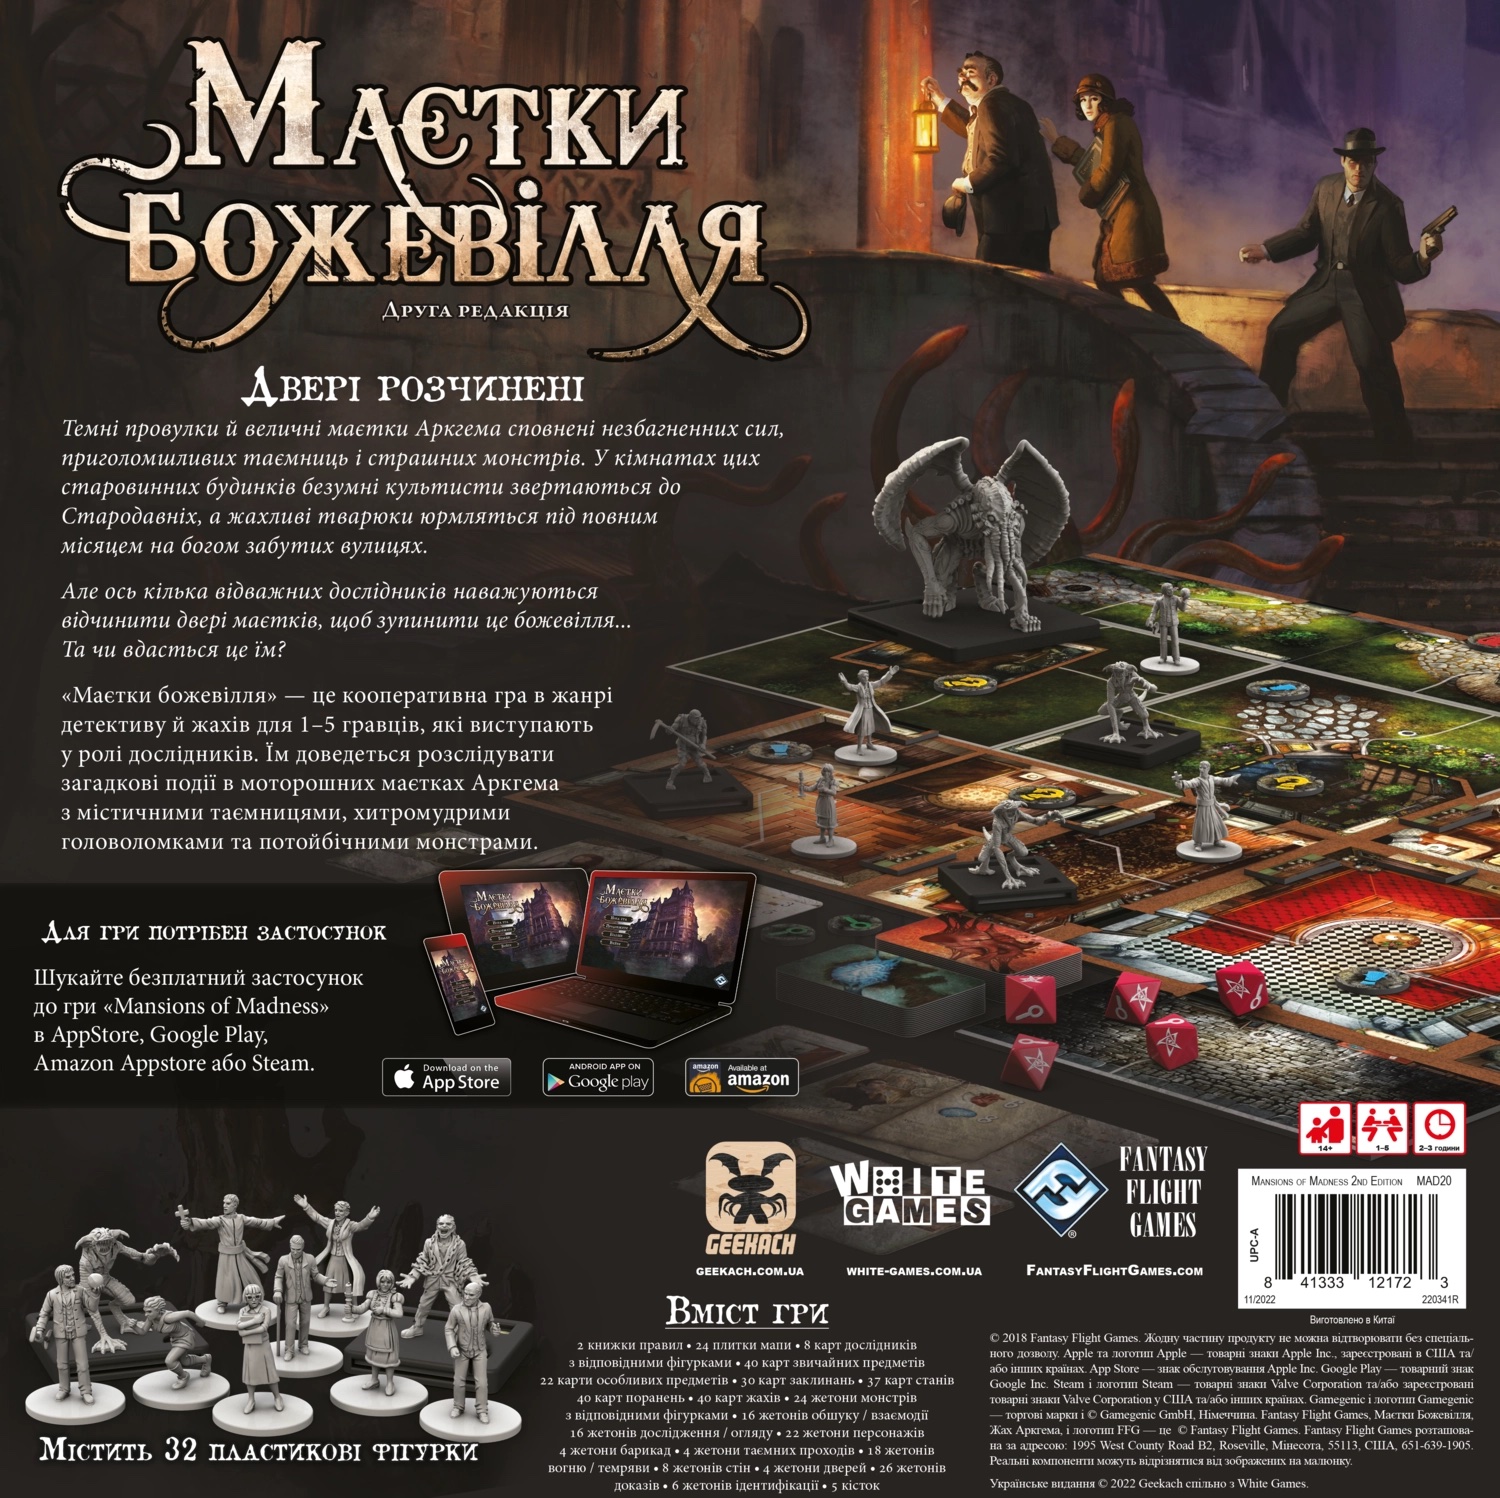 Маєтки
Божевілля
Друга редакція
Двері розчинені
Темні провулки й величні маєтки Аркгема сповнені незбагненних сил,
приголомшливих таємниць і страшних монстрів. У кімнатах цих
старовинних будинків безумні культисти звертаються до
Стародавніх, а жахливі тварюки юрмляться під повним
місяцем на богом забутих вулицях.
Але ось кілька відважних дослідників наважуються
відчинити двері маєтків, щоб зупинити це божевілля...
Та чи вдасться це їм?
«Маєтки божевілля» — це кооперативна гра в жанрі
детективу й жахів для 1–5 гравців, які виступають
у ролі дослідників. Їм доведеться розслідувати
загадкові події в моторошних маєтках Аркгема
з містичними таємницями, хитромудрими
головоломками та потойбічними монстрами.
Для гри потрібен застосунок
Шукайте безплатний застосунок
до гри «Mansions of Madness»
в AppStore, Google Play,
Amazon Appstore або Steam.
Маєтки
Божевілля
Маєтки
Божевілля
Маєтки
Божевілля
Download on the
App Store
ANDROID APP ON
Google play
amazon
Available at
amazon
14+
1–5
2–3 години
GEEKACH
GEEKACH.COM.UA
WHITE
GAMES
WHITE-GAMES.COM.UA
FANTASY
FLIGHT
GAMES
®
FANTASYFLIGHTGAMES.COM
Mansions of Madness 2nd Edition MAD20
UPC-A
8 41333 12172 3
11/2022 220341R
Виготовлено в Китаї
Містить 32 пластикові фігурки
Вміст гри
2 книжки правил • 24 плитки мапи • 8 карт дослідників
з відповідними фігурками • 40 карт звичайних предметів
22 карти особливих предметів • 30 карт заклинань • 37 карт станів
40 карт поранень • 40 карт жахів • 24 жетони монстрів
з відповідними фігурками • 16 жетонів обшуку / взаємодії
16 жетонів дослідження / огляду • 22 жетони персонажів
4 жетони барикад • 4 жетони таємних проходів • 18 жетонів
вогню / темряви • 8 жетонів стін • 4 жетони дверей • 26 жетонів
доказів • 6 жетонів ідентифікації • 5 кісток
© 2018 Fantasy Flight Games. Жодну частину продукту не можна відтворювати без спеціаль-
ного дозволу. Apple та логотип Apple — товарні знаки Apple Inc., зареєстровані в США та/
або інших країнах. App Store — знак обслуговування Apple Inc. Google Play — товарний знак
Google Inc. Steam і логотип Steam — товарні знаки Valve Corporation та/або зареєстровані
товарні знаки Valve Corporation у США та/або інших країнах. Gamegenic і логотип Gamegenic
— торгові марки і © Gamegenic GmbH, Німеччина. Fantasy Flight Games, Маєтки Божевілля,
Жах Аркгема, і логотип FFG — це © Fantasy Flight Games. Fantasy Flight Games розташова-
на за адресою: 1995 West County Road B2, Roseville, Мінесота, 55113, США, 651-639-1905.
Реальні компоненти можуть відрізнятися від зображених на малюнку.
Українське видання © 2022 Geekach спільно з White Games.